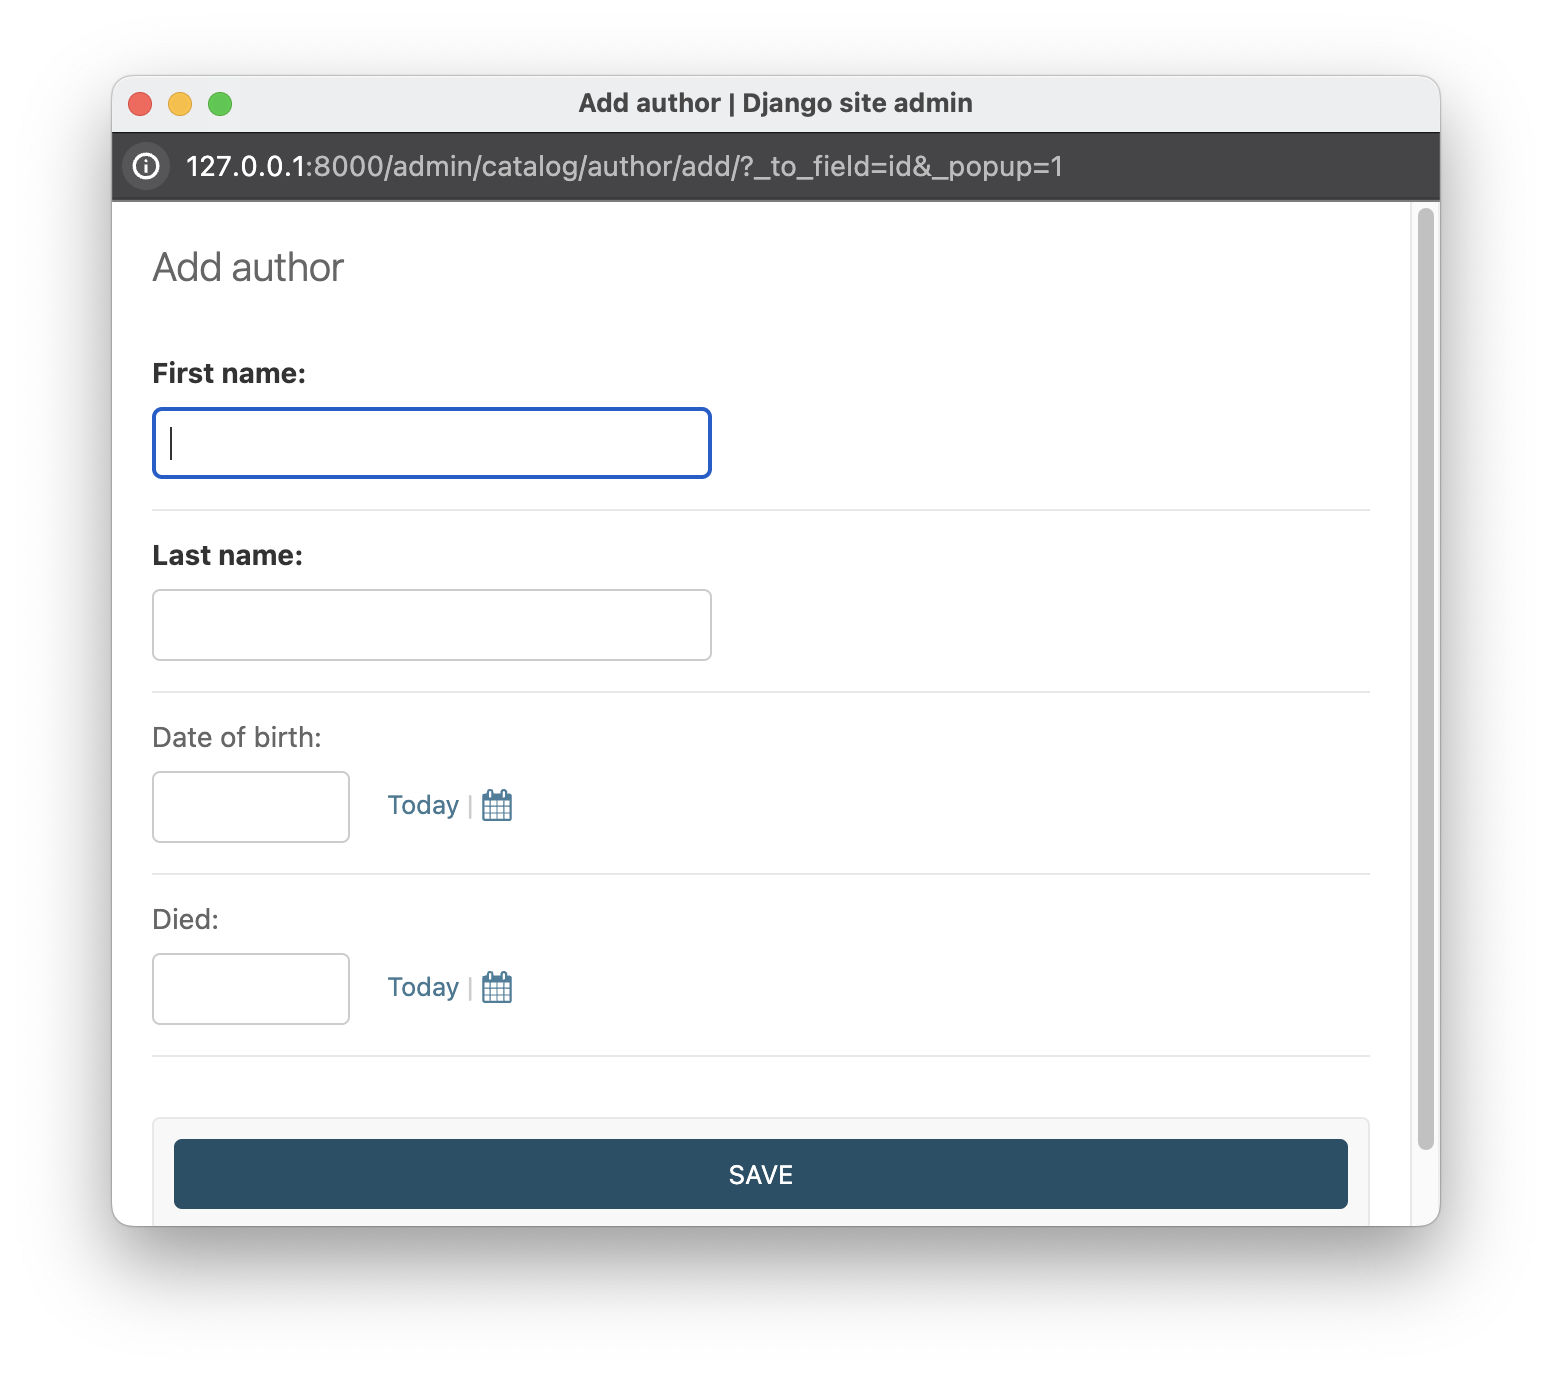 Add author | Django site admin
127.0.0.1:8000/admin/catalog/author/add/?_to_field=id&_popup=1
Add author
First name:
Last name:
Date of birth:
Today |
Died:
Today |
SAVE